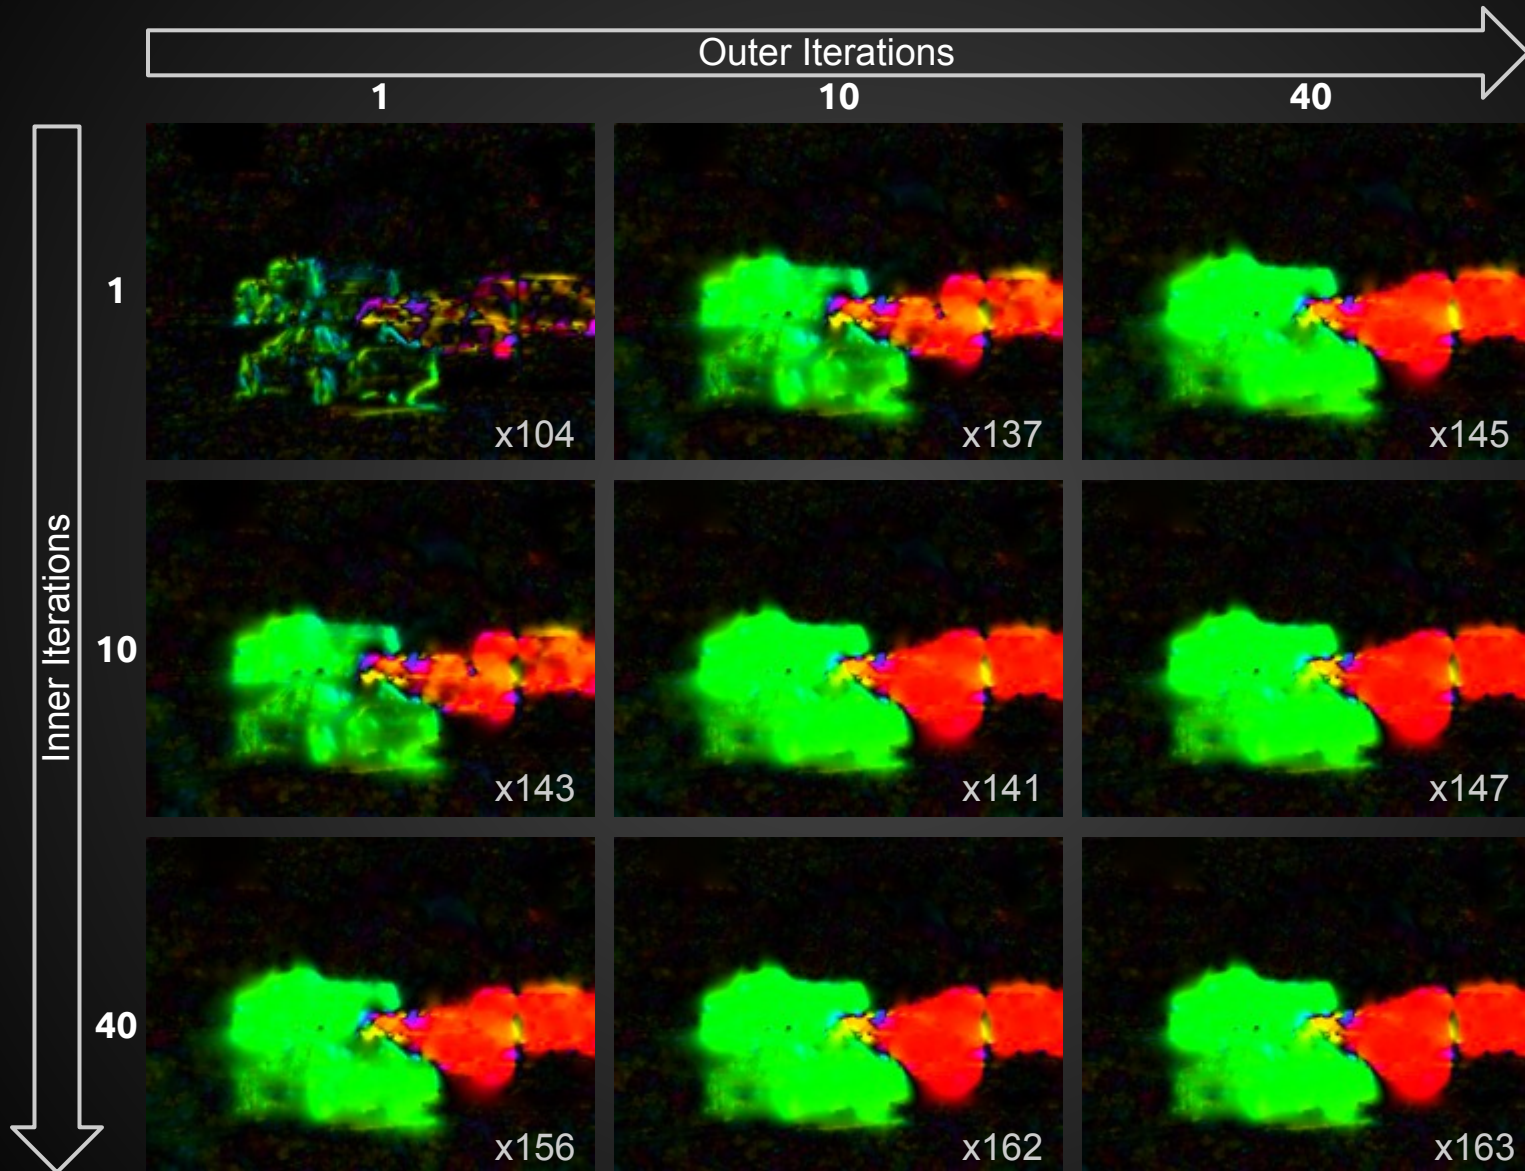 Outer Iterations
1 10 40
Inner Iterations
1
x104 x137 x145
10
x143 x141 x147
40
x156 x162 x163